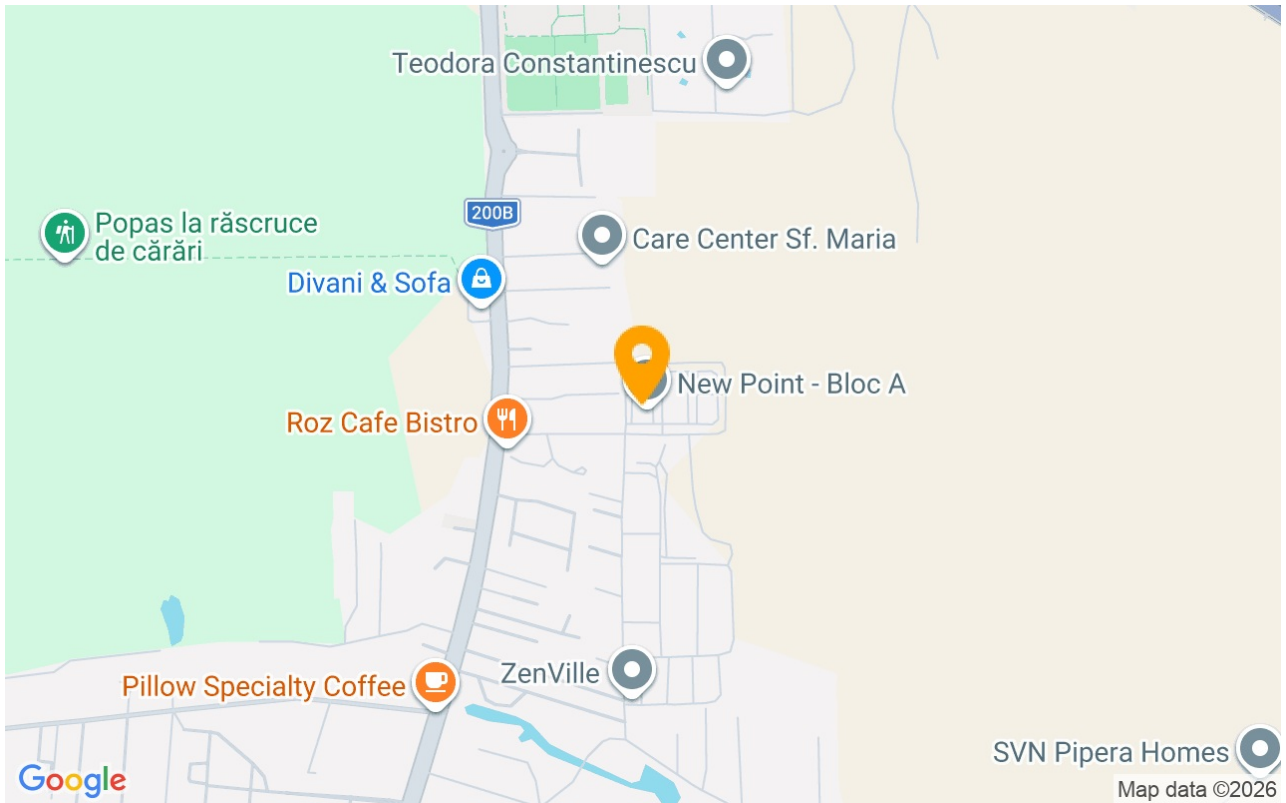 Teodora Constantinescu
200B
Popas la răscruce
de cărări
Care Center Sf. Maria
Divani & Sofa
New Point - Bloc A
Roz Cafe Bistro
ZenVille
Pillow Specialty Coffee
SVN Pipera Homes
Google
Map data ©2026